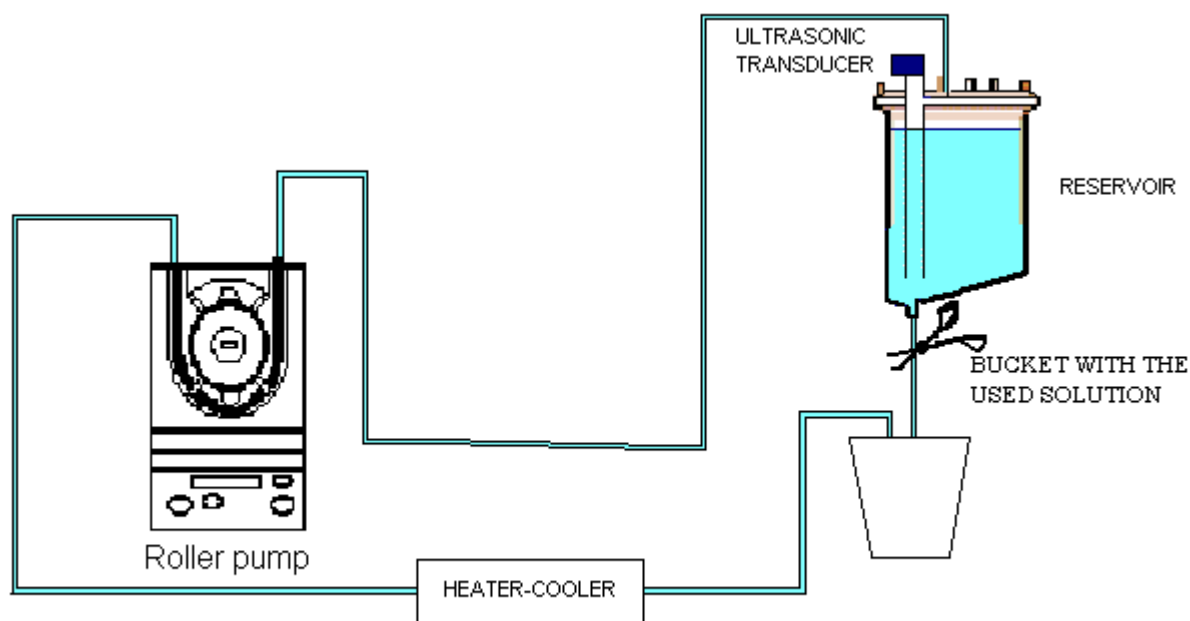 ULTRASONIC
TRANSDUCER
RESERVOIR
BUCKET WITH THE
USED SOLUTION
Roller pump
HEATER-COOLER